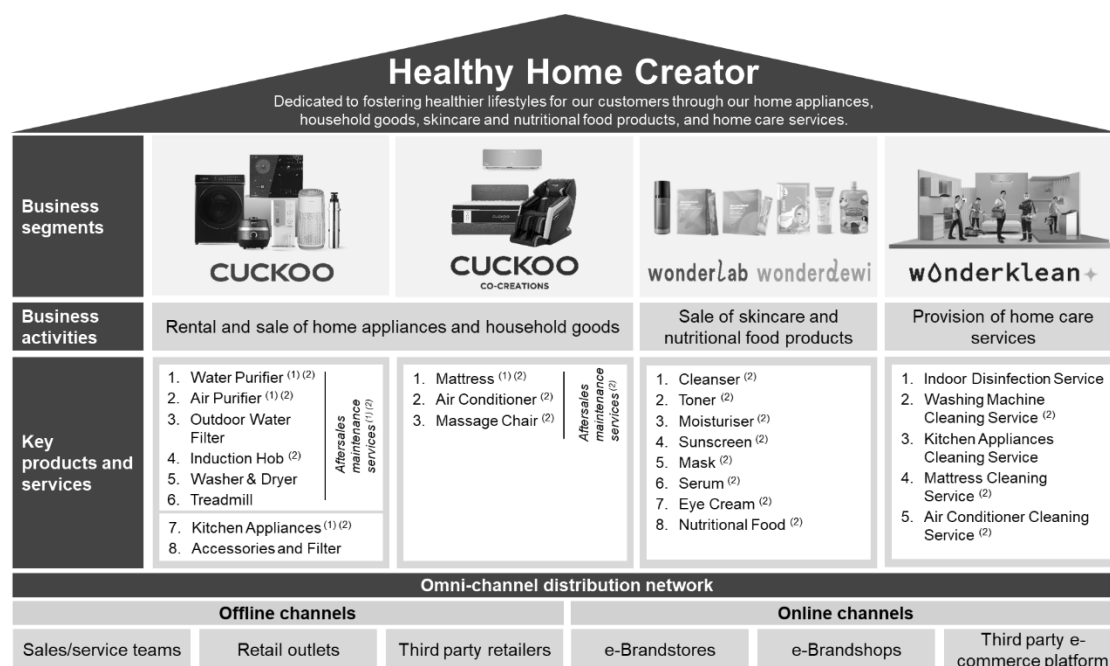 Healthy Home Creator
Dedicated to fostering healthier lifestyles for our customers through our home appliances,
household goods, skincare and nutritional food products, and home care services.
Business
segments
CUCKOO
CUCKOO
CUCKOO
CO-CREATIONS
wonderlab wonderdewi
wonderklean
Business
activities
Rental and sale of home appliances and household goods
Sale of skincare and
nutritional food products
Provision of home care
services
Key
products and
services
1. Water Purifier (1) (2)
2. Air Purifier (1) (2)
3. Outdoor Water
Filter
4. Induction Hob (2)
5. Washer & Dryer
6. Treadmill
Aftersales
maintenance
services (1) (2)
7. Kitchen Appliances (1) (2)
8. Accessories and Filter
1. Mattress (1) (2)
2. Air Conditioner (2)
3. Massage Chair (2)
Aftersales
maintenance
services (2)
1. Cleanser (2)
2. Toner (2)
3. Moisturiser (2)
4. Sunscreen (2)
5. Mask (2)
6. Serum (2)
7. Eye Cream (2)
8. Nutritional Food (2)
1. Indoor Disinfection Service
2. Washing Machine
Cleaning Service (2)
3. Kitchen Appliances
Cleaning Service
4. Mattress Cleaning
Service (2)
5. Air Conditioner Cleaning
Service (2)
Omni-channel distribution network
Offline channels
Online channels
Sales/service teams
Retail outlets
Third party retailers
e-Brandstores
e-Brandshops
Third party e-
commerce platform